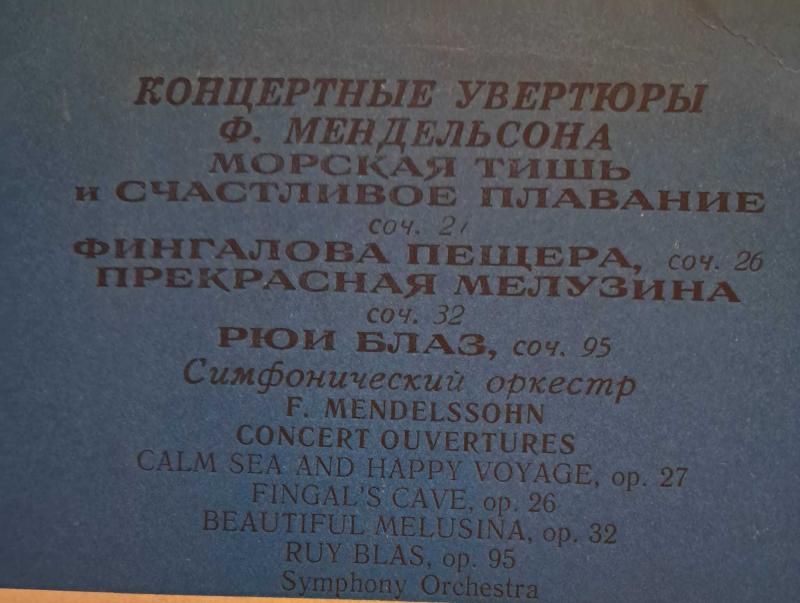 КОНЦЕРТНЫЕ УВЕРТЮРЫ
Ф. МЕНДЕЛЬСОНА
МОРСКАЯ ТИШЬ
и СЧАСТЛИВОЕ ПЛАВАНИЕ
соч.
ФИНГАЛОВА ПЕЩЕРА, соч. 26
ПРЕКРАСНАЯ МЕЛУЗИНА
соч. 32
РЮИ БЛАЗ, соч. 95
Симфонический оркестр
F. MENDELSSOHN
CONCERT OUVERTURES
CALM SEA AND HAPPY VOYAGE, op. 27
FINGAL'S CAVE, op. 26
BEAUTIFUL MELUSINA, op. 32
RUY BLAS, op. 95
Symphony Orchestra